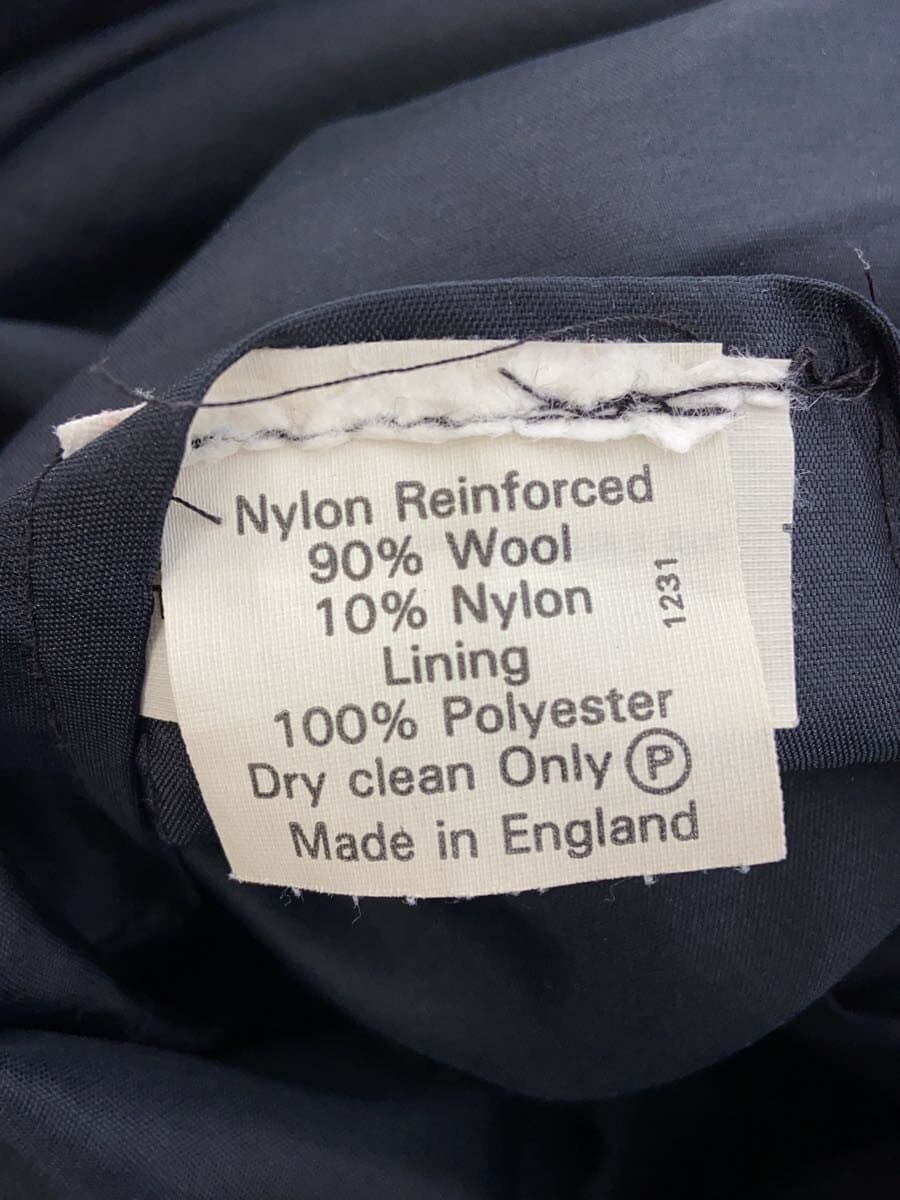 Nylon Reinforced
90% Wool
10% Nylon
Lining
100% Polyester
Dry clean Only Ⓟ
Made in England
1231